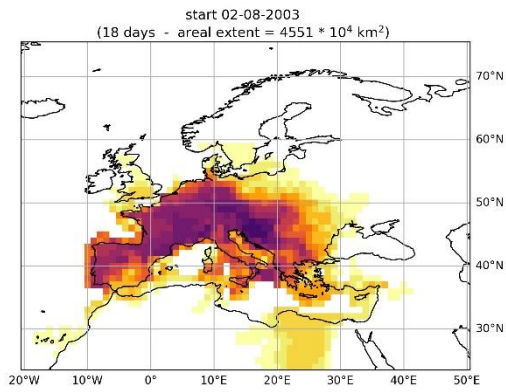 start 02-08-2003
(18 days - areal extent = 4551 * 10⁴ km²)
70°N
60°N
50°N
40°N
30°N
20°W 10°W 0° 10°E 20°E 30°E 40°E 50°E